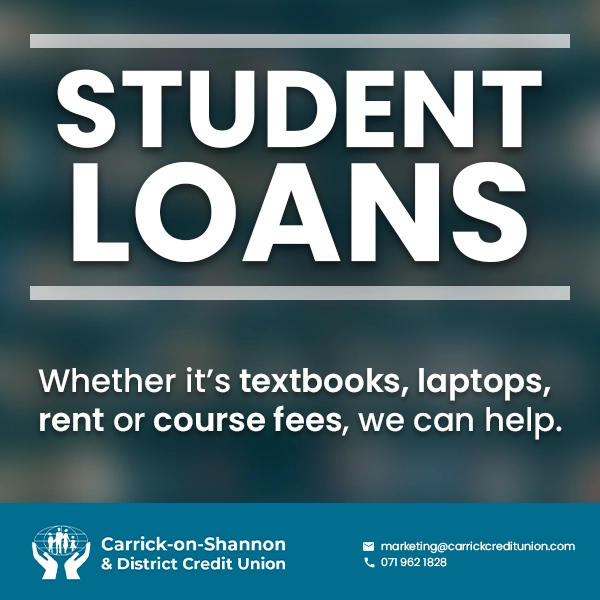 STUDENT
LOANS
Whether it's textbooks, laptops,
rent or course fees, we can help.
Carrick-on-Shannon
& District Credit Union
marketing@carrickcreditunion.com
071 962 1828